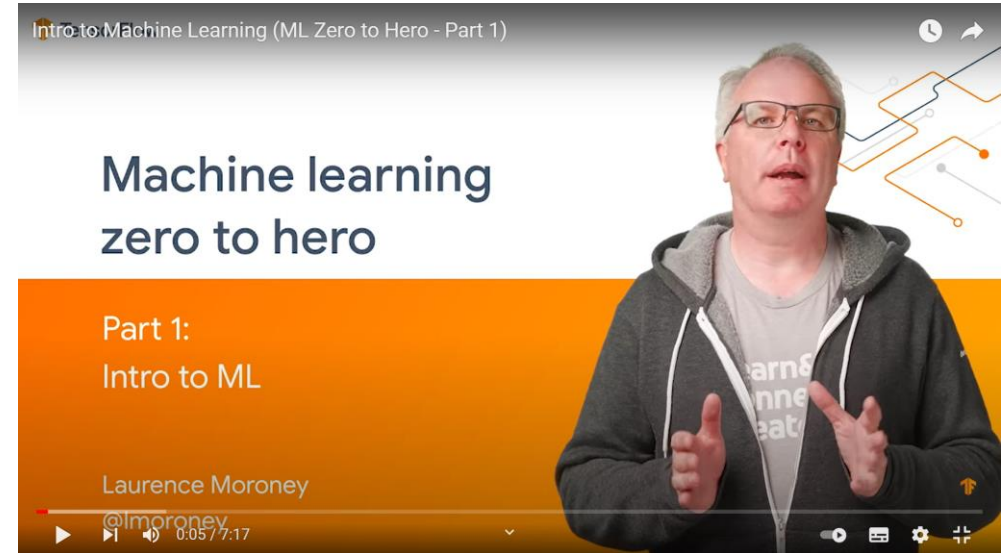 Intro to Machine Learning (ML Zero to Hero - Part 1)
Machine learning
zero to hero
Part 1:
Intro to ML
Laurence Moroney
@lmoroney
0:05 / 7:17